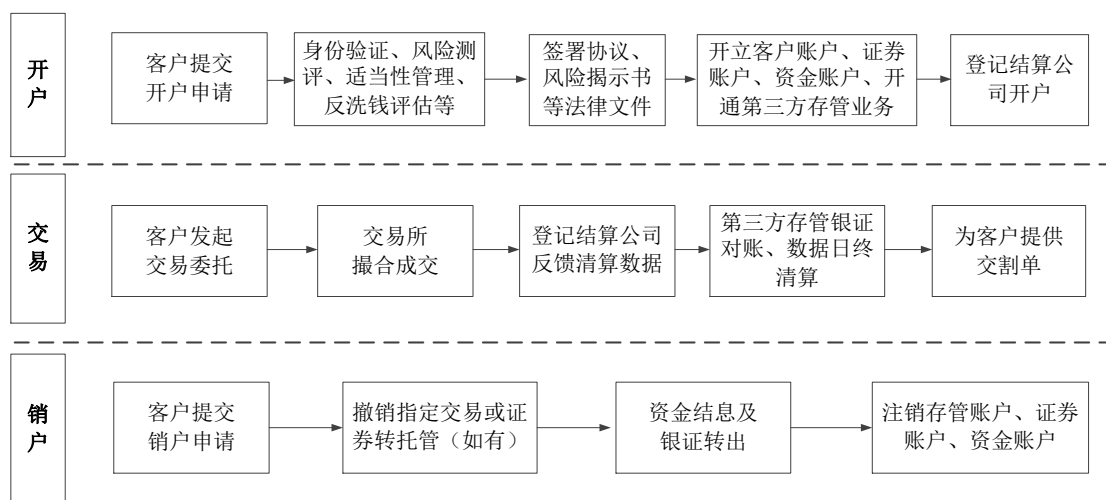 开
户
客户提交
开户申请
身份验证、风险测
评、适当性管理、
反洗钱评估等
签署协议、
风险揭示书
等法律文件
开立客户账户、证券
账户、资金账户、开
通第三方存管业务
登记结算公
司开户
交
易
客户发起
交易委托
交易所
撮合成交
登记结算公司
反馈清算数据
第三方存管银证
对账、数据日终
清算
为客户提供
交割单
销
户
客户提交
销户申请
撤销指定交易或证
券转托管（如有）
资金结息及
银证转出
注销存管账户、证券
账户、资金账户